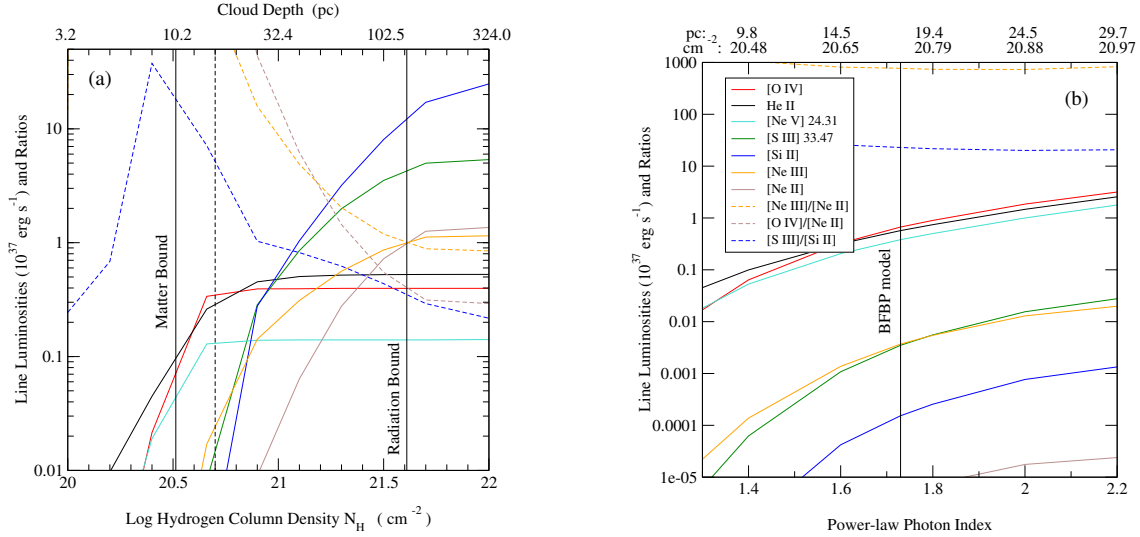 Cloud Depth (pc)
3.2 10.2 32.4 102.5 324.0
(a)
10
1
0.1
0.01
Line Luminosities (10^37 erg s^-1) and Ratios
Matter Bound
Radiation Bound
20 20.5 21 21.5 22
Log Hydrogen Column Density N_H (cm^-2)
pc: 9.8 14.5 19.4 24.5 29.7
cm^-2: 20.48 20.65 20.79 20.88 20.97
(b)
1000
100
10
1
0.1
0.01
0.001
0.0001
1e-05
Line Luminosities (10^37 erg s^-1) and Ratios
[O IV]
He II
[Ne V] 24.31
[S III] 33.47
[Si II]
[Ne III]
[Ne II]
[Ne III]/[Ne II]
[O IV]/[Ne II]
[S III]/[Si II]
BFBP model
1.4 1.6 1.8 2 2.2
Power-law Photon Index